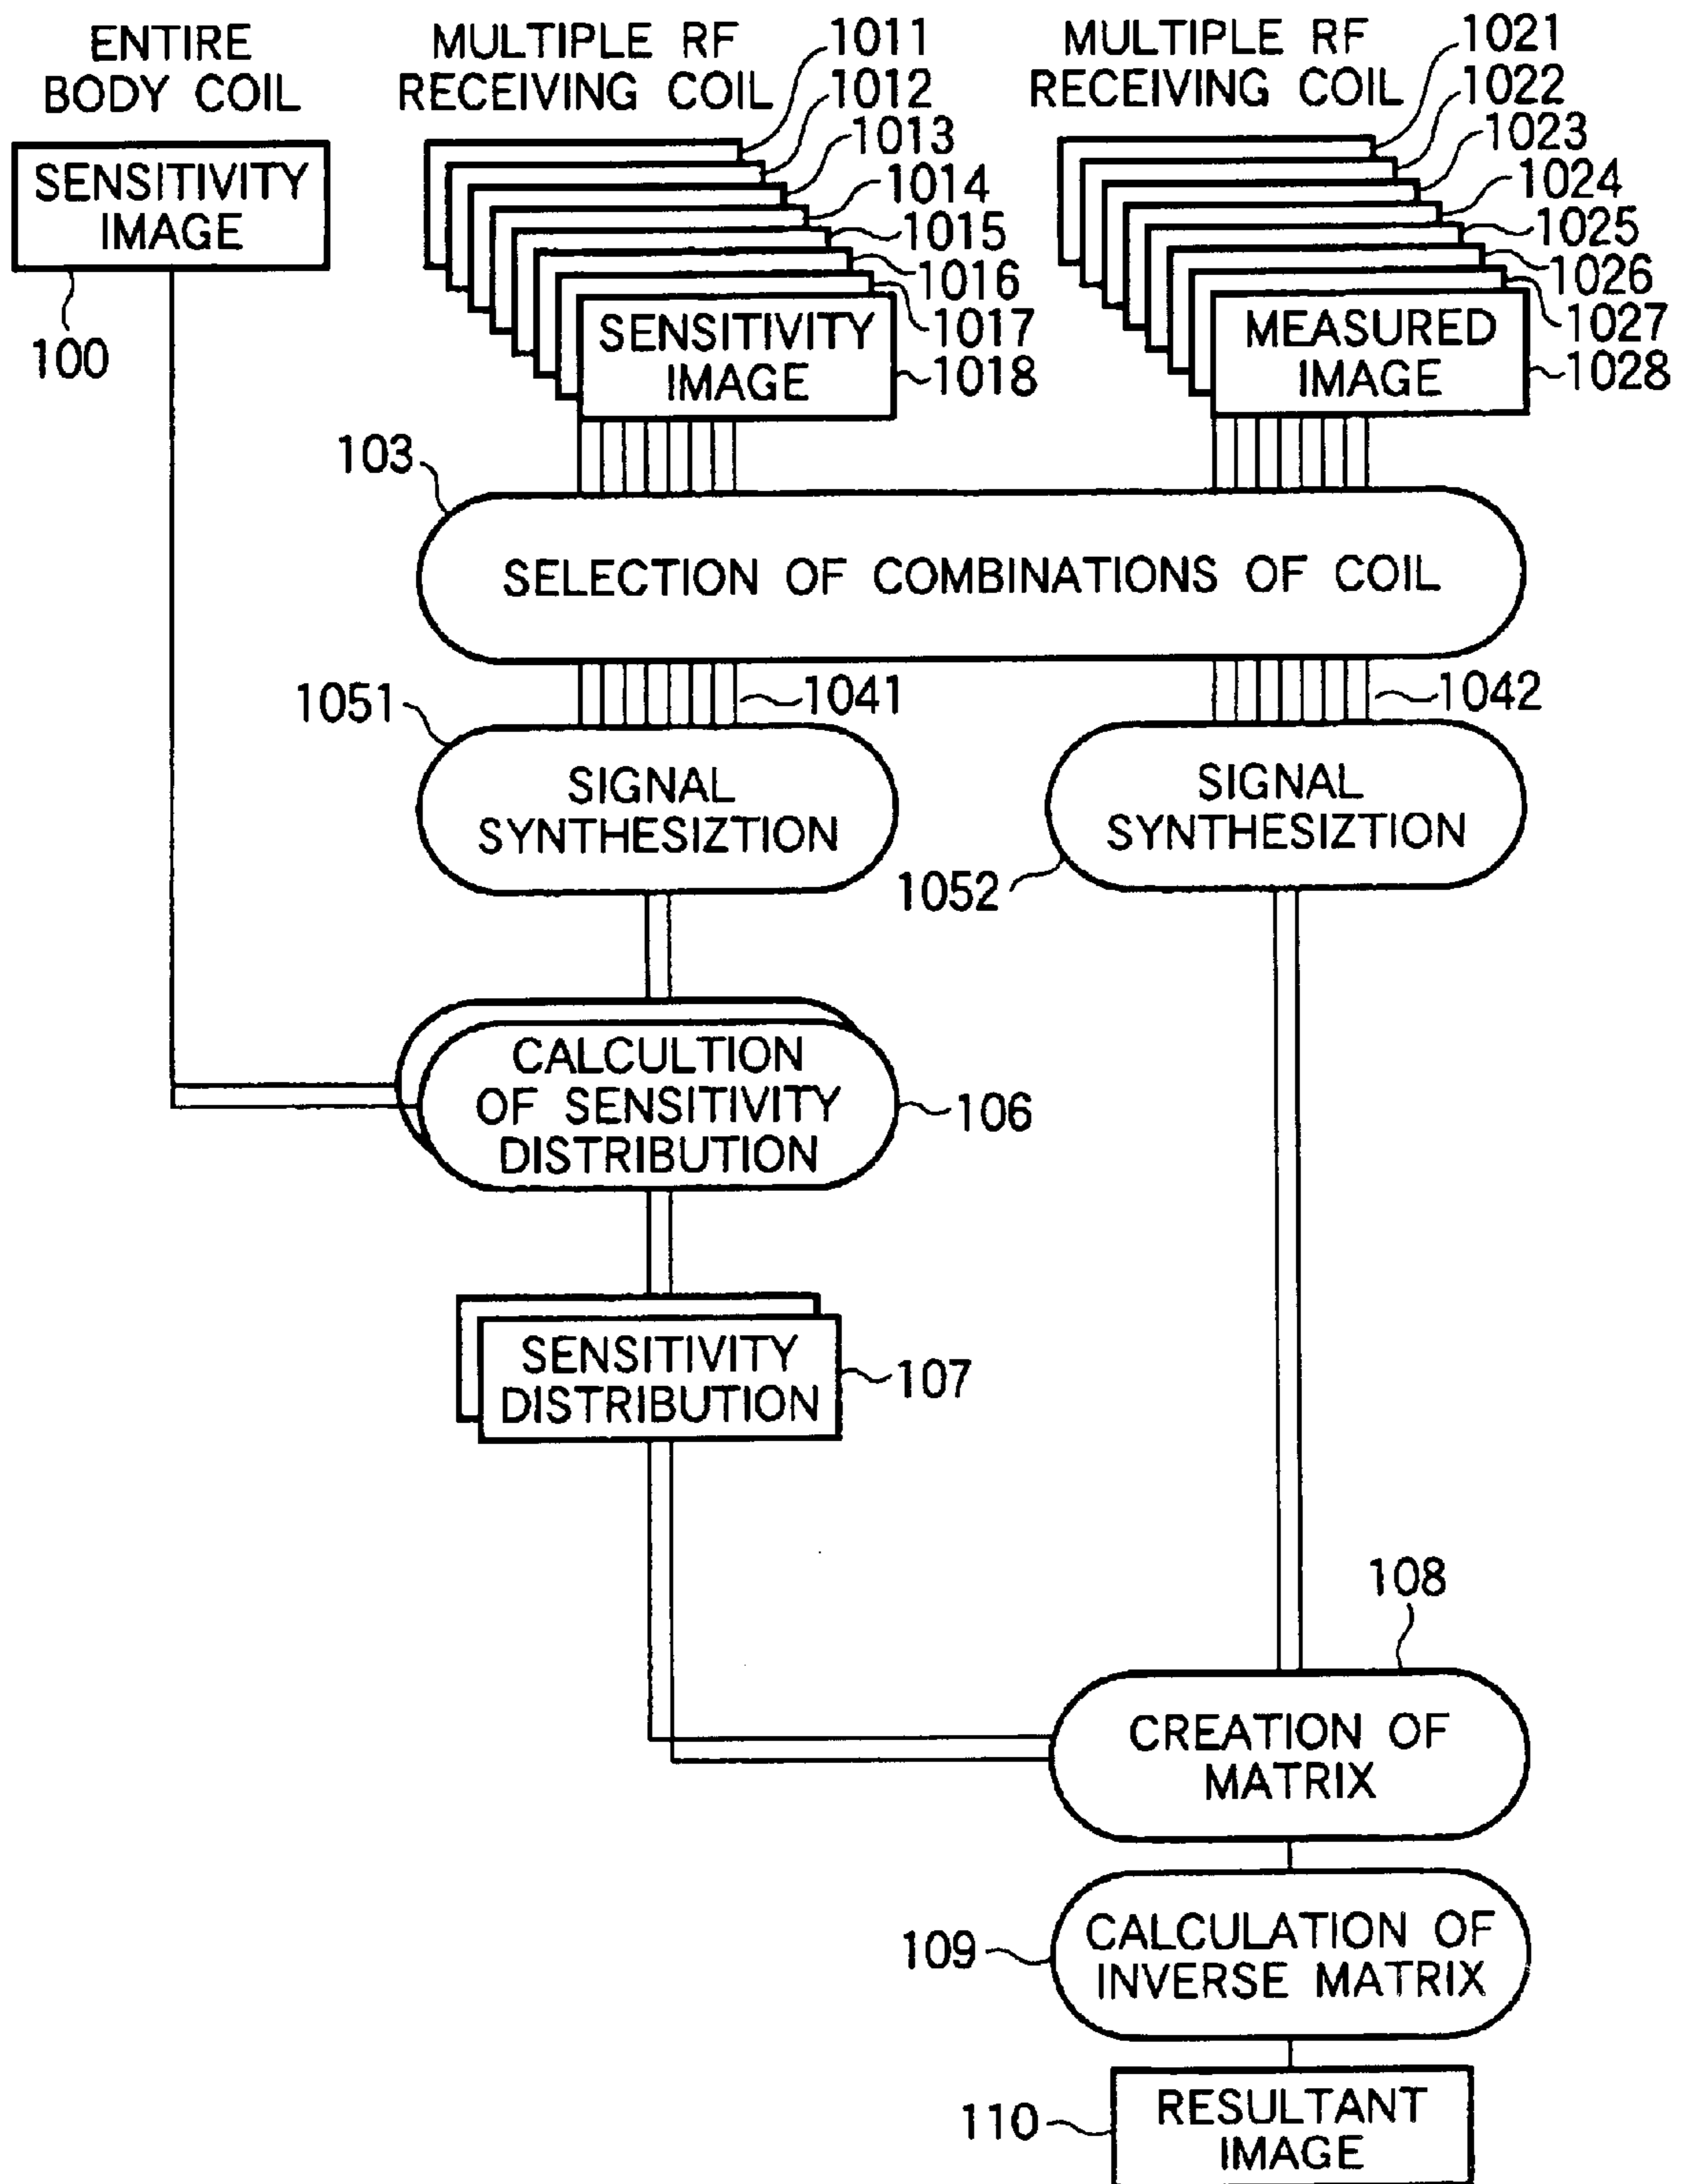 ENTIRE
BODY COIL
MULTIPLE RF
RECEIVING COIL
MULTIPLE RF
RECEIVING COIL
1011
1012
1013
1014
1015
1016
1017
1018
1021
1022
1023
1024
1025
1026
1027
1028
SENSITIVITY
IMAGE
100
SENSITIVITY
IMAGE
MEASURED
IMAGE
103
SELECTION OF COMBINATIONS OF COIL
1041
1042
1051
SIGNAL
SYNTHESIZTION
SIGNAL
SYNTHESIZTION
1052
CALCULTION
OF SENSITIVITY
DISTRIBUTION
106
SENSITIVITY
DISTRIBUTION
107
108
CREATION OF
MATRIX
109
CALCULATION OF
INVERSE MATRIX
110
RESULTANT
IMAGE